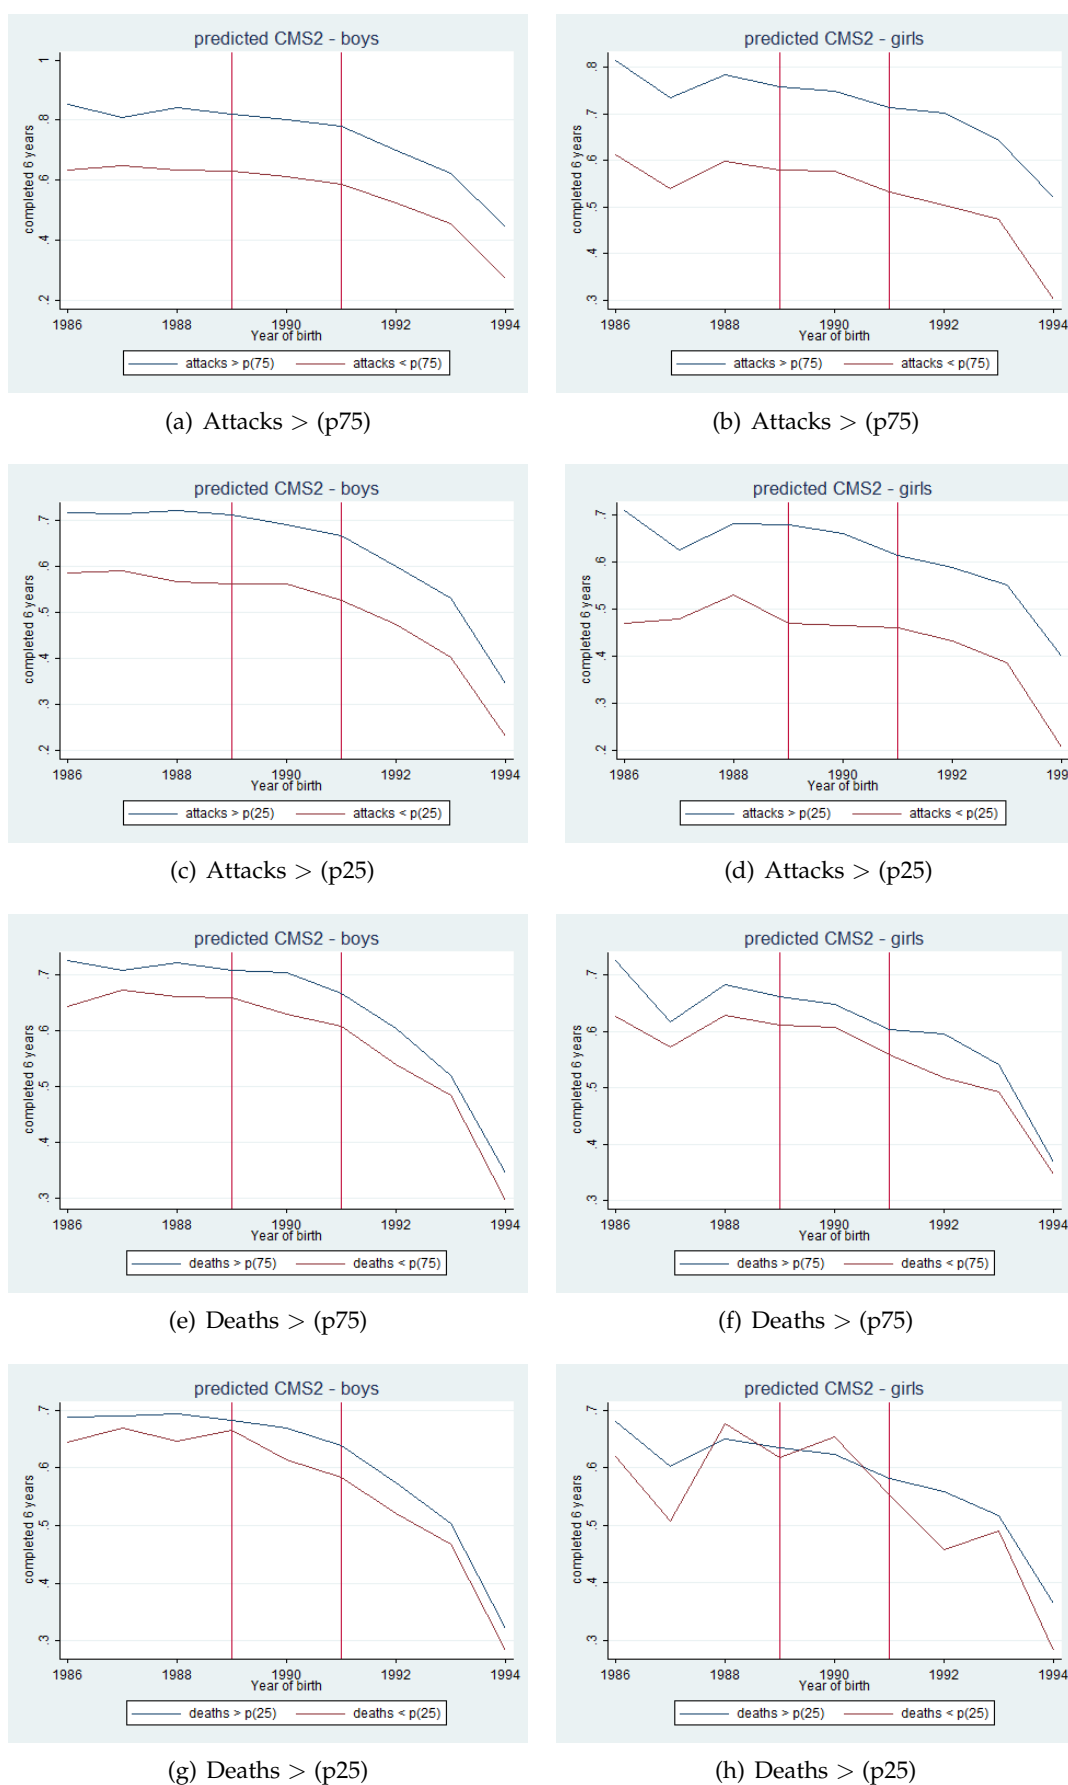 predicted CMS2 - boys
completed 6 years
1
.8
.6
.4
.2
1986 1988 1990 1992 1994
Year of birth
attacks > p(75) attacks < p(75)
(a) Attacks > (p75)
predicted CMS2 - girls
completed 6 years
.8
.7
.6
.5
.4
.3
1986 1988 1990 1992 1994
Year of birth
attacks > p(75) attacks < p(75)
(b) Attacks > (p75)
predicted CMS2 - boys
completed 6 years
.7
.6
.5
.4
.3
.2
1986 1988 1990 1992 1994
Year of birth
attacks > p(25) attacks < p(25)
(c) Attacks > (p25)
predicted CMS2 - girls
completed 6 years
.7
.6
.5
.4
.3
.2
1986 1988 1990 1992 199
Year of birth
attacks > p(25) attacks < p(25)
(d) Attacks > (p25)
predicted CMS2 - boys
completed 6 years
.7
.6
.5
.4
.3
1986 1988 1990 1992 1994
Year of birth
deaths > p(75) deaths < p(75)
(e) Deaths > (p75)
predicted CMS2 - girls
completed 6 years
.7
.6
.5
.4
.3
1986 1988 1990 1992 1994
Year of birth
deaths > p(75) deaths < p(75)
(f) Deaths > (p75)
predicted CMS2 - boys
completed 6 years
.7
.6
.5
.4
.3
1986 1988 1990 1992 1994
Year of birth
deaths > p(25) deaths < p(25)
(g) Deaths > (p25)
predicted CMS2 - girls
completed 6 years
.7
.6
.5
.4
.3
1986 1988 1990 1992 1994
Year of birth
deaths > p(25) deaths < p(25)
(h) Deaths > (p25)